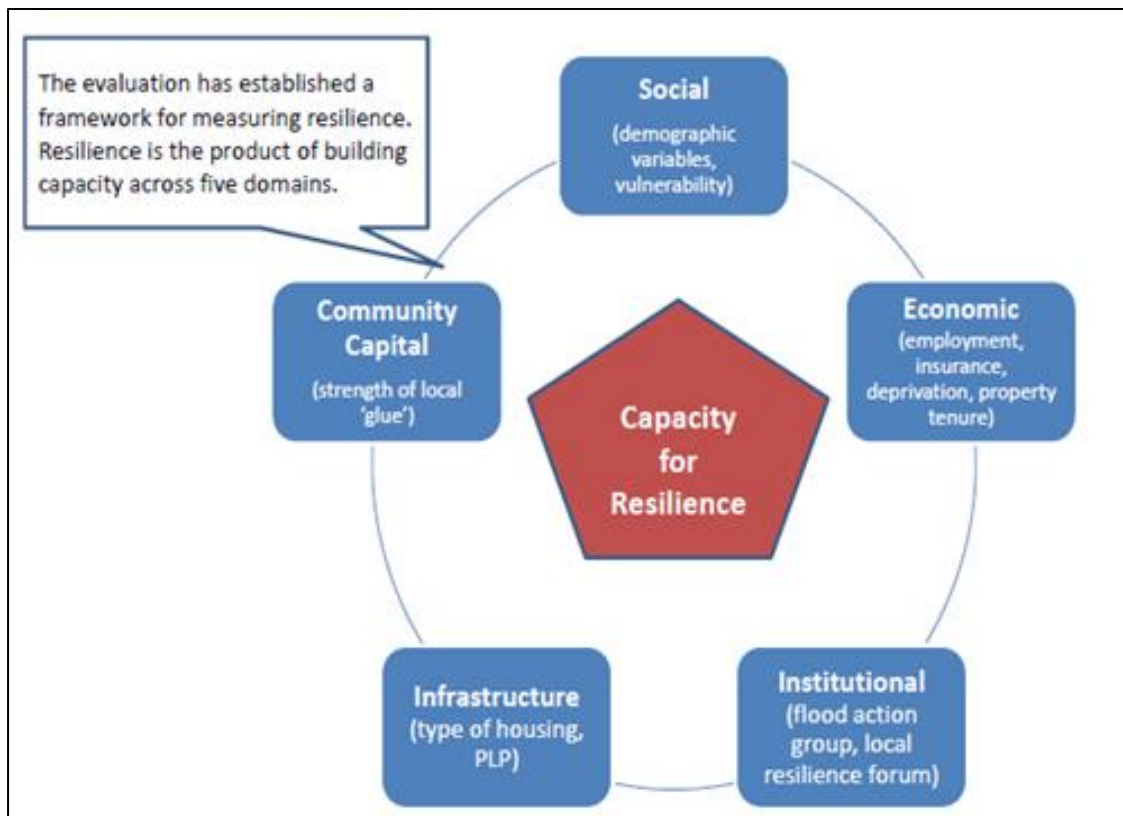 The evaluation has established a
framework for measuring resilience.
Resilience is the product of building
capacity across five domains.
Social
(demographic
variables,
vulnerability)
Community
Capital
(strength of local
'glue')
Economic
(employment,
insurance,
deprivation, property
tenure)
Capacity
for
Resilience
Infrastructure
(type of housing,
PLP)
Institutional
(flood action
group, local
resilience forum)